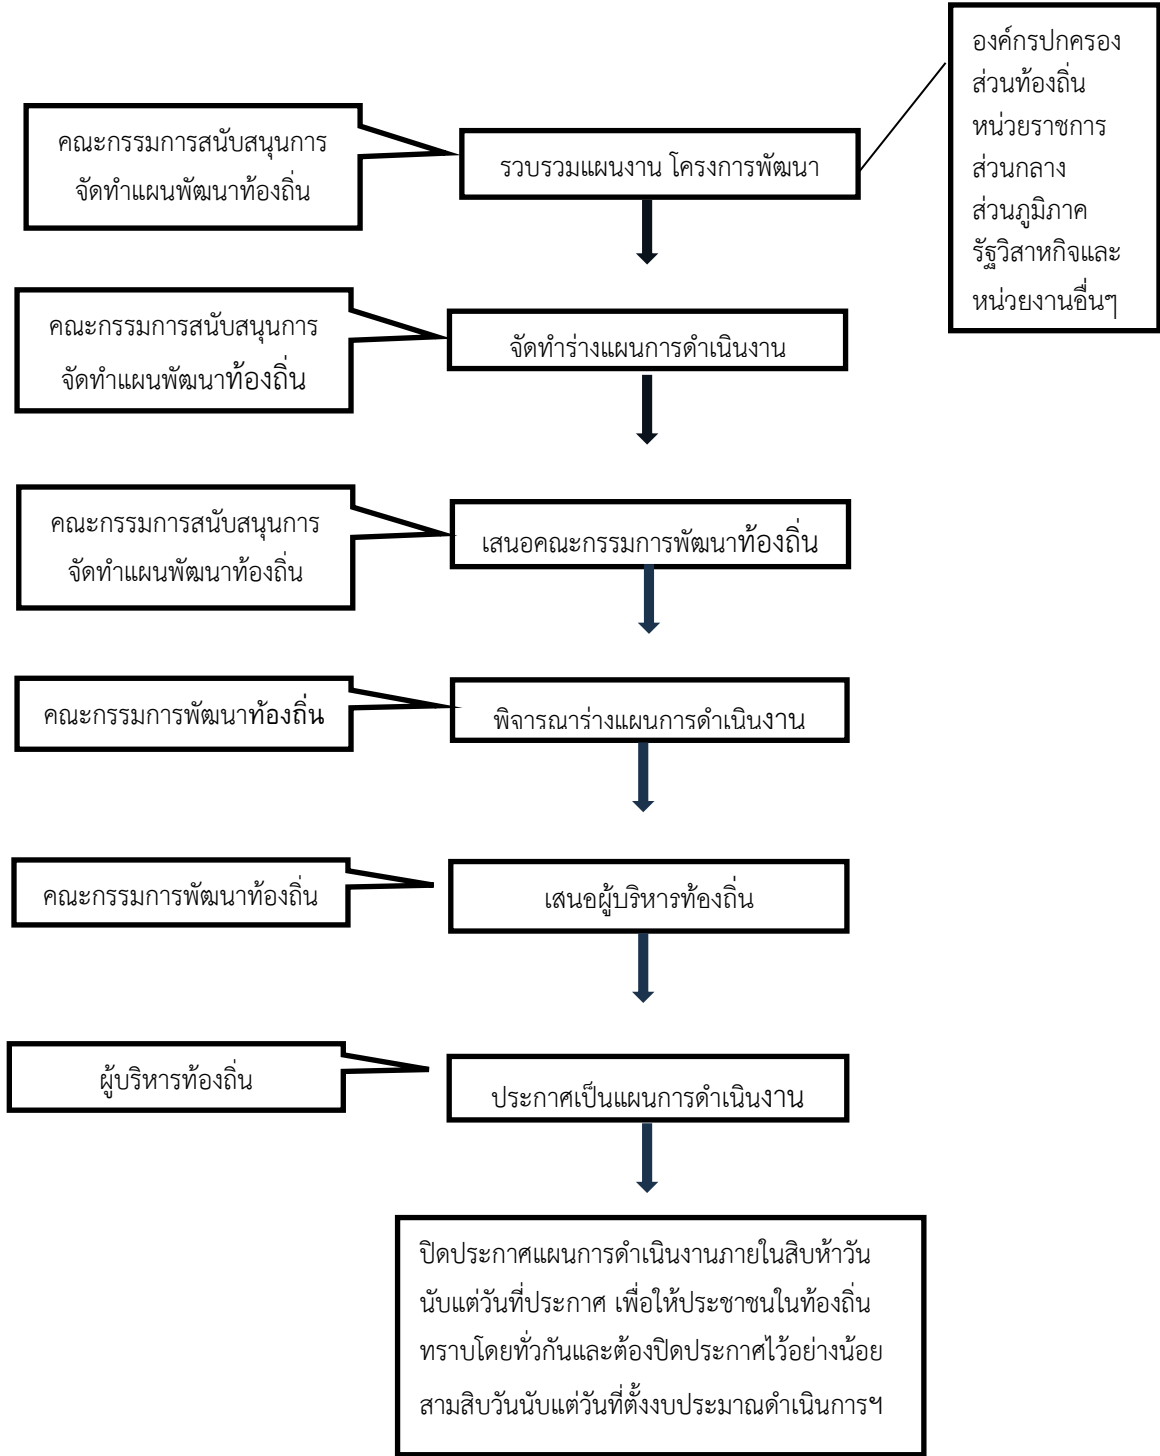 องค์กรปกครอง
ส่วนท้องถิ่น
หน่วยราชการ
ส่วนกลาง
ส่วนภูมิภาค
รัฐวิสาหกิจและ
หน่วยงานอื่นๆ
คณะกรรมการสนับสนุนการ
จัดทำแผนพัฒนาท้องถิ่น
รวบรวมแผนงาน โครงการพัฒนา
คณะกรรมการสนับสนุนการ
จัดทำแผนพัฒนาท้องถิ่น
จัดทำร่างแผนการดำเนินงาน
คณะกรรมการสนับสนุนการ
จัดทำแผนพัฒนาท้องถิ่น
เสนอคณะกรรมการพัฒนาท้องถิ่น
คณะกรรมการพัฒนาท้องถิ่น
พิจารณาร่างแผนการดำเนินงาน
คณะกรรมการพัฒนาท้องถิ่น
เสนอผู้บริหารท้องถิ่น
ผู้บริหารท้องถิ่น
ประกาศเป็นแผนการดำเนินงาน
ปิดประกาศแผนการดำเนินงานภายในสิบห้าวัน
นับแต่วันที่ประกาศ เพื่อให้ประชาชนในท้องถิ่น
ทราบโดยทั่วกันและต้องปิดประกาศไว้อย่างน้อย
สามสิบวันนับแต่วันที่ตั้งงบประมาณดำเนินการฯ